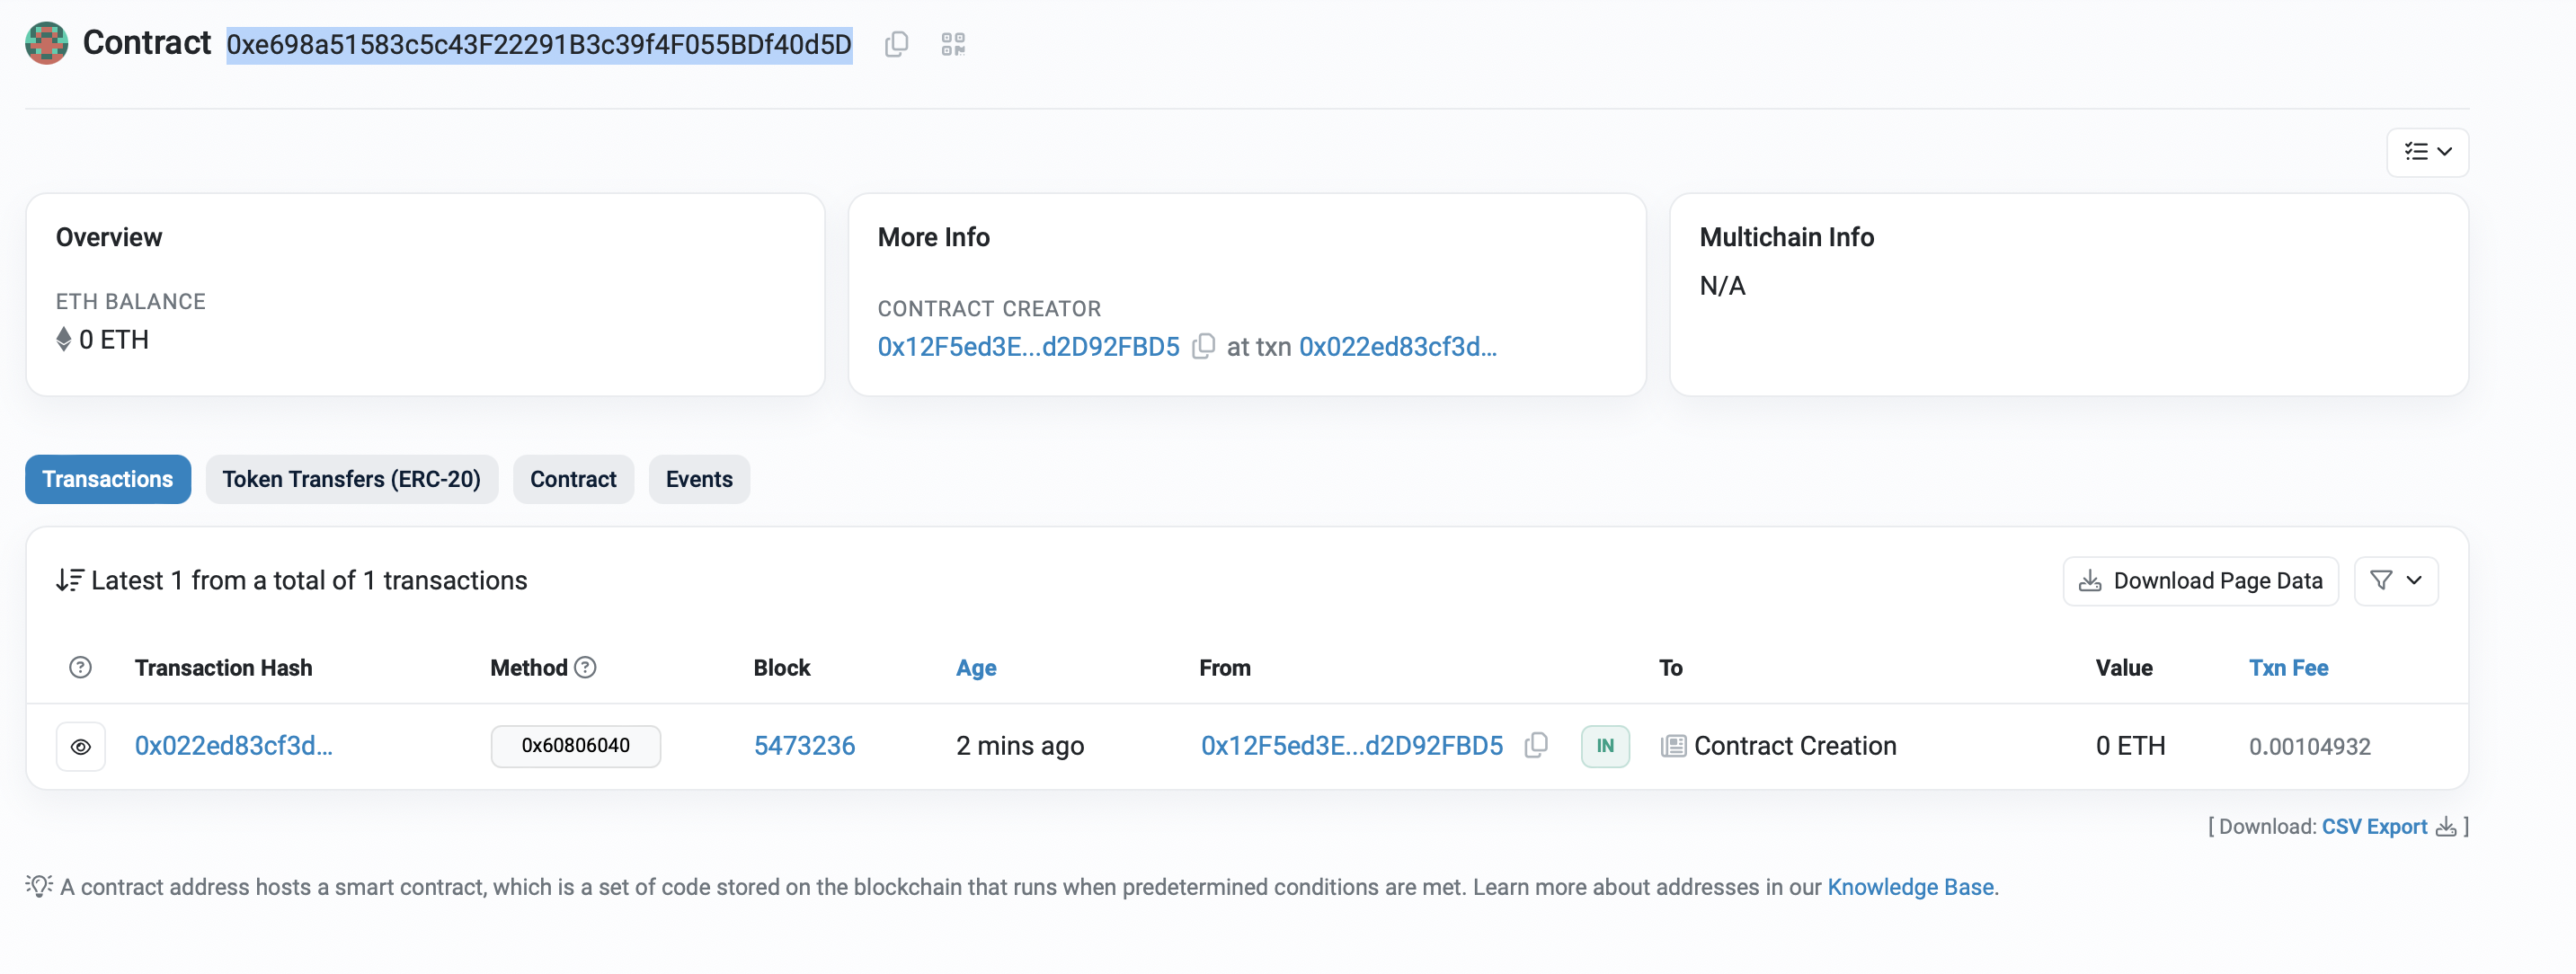 Contract 0xe698a51583c5c43F22291B3c39f4F055BDf40d5D
Overview
ETH BALANCE
0 ETH
More Info
CONTRACT CREATOR
0x12F5ed3E...d2D92FBD5 at txn 0x022ed83cf3d...
Multichain Info
N/A
Transactions Token Transfers (ERC-20) Contract Events
Latest 1 from a total of 1 transactions
Download Page Data
Transaction Hash Method Block Age From To Value Txn Fee
0x022ed83cf3d... 0x60806040 5473236 2 mins ago 0x12F5ed3E...d2D92FBD5 IN Contract Creation 0 ETH 0.00104932
[ Download: CSV Export ]
A contract address hosts a smart contract, which is a set of code stored on the blockchain that runs when predetermined conditions are met. Learn more about addresses in our Knowledge Base.